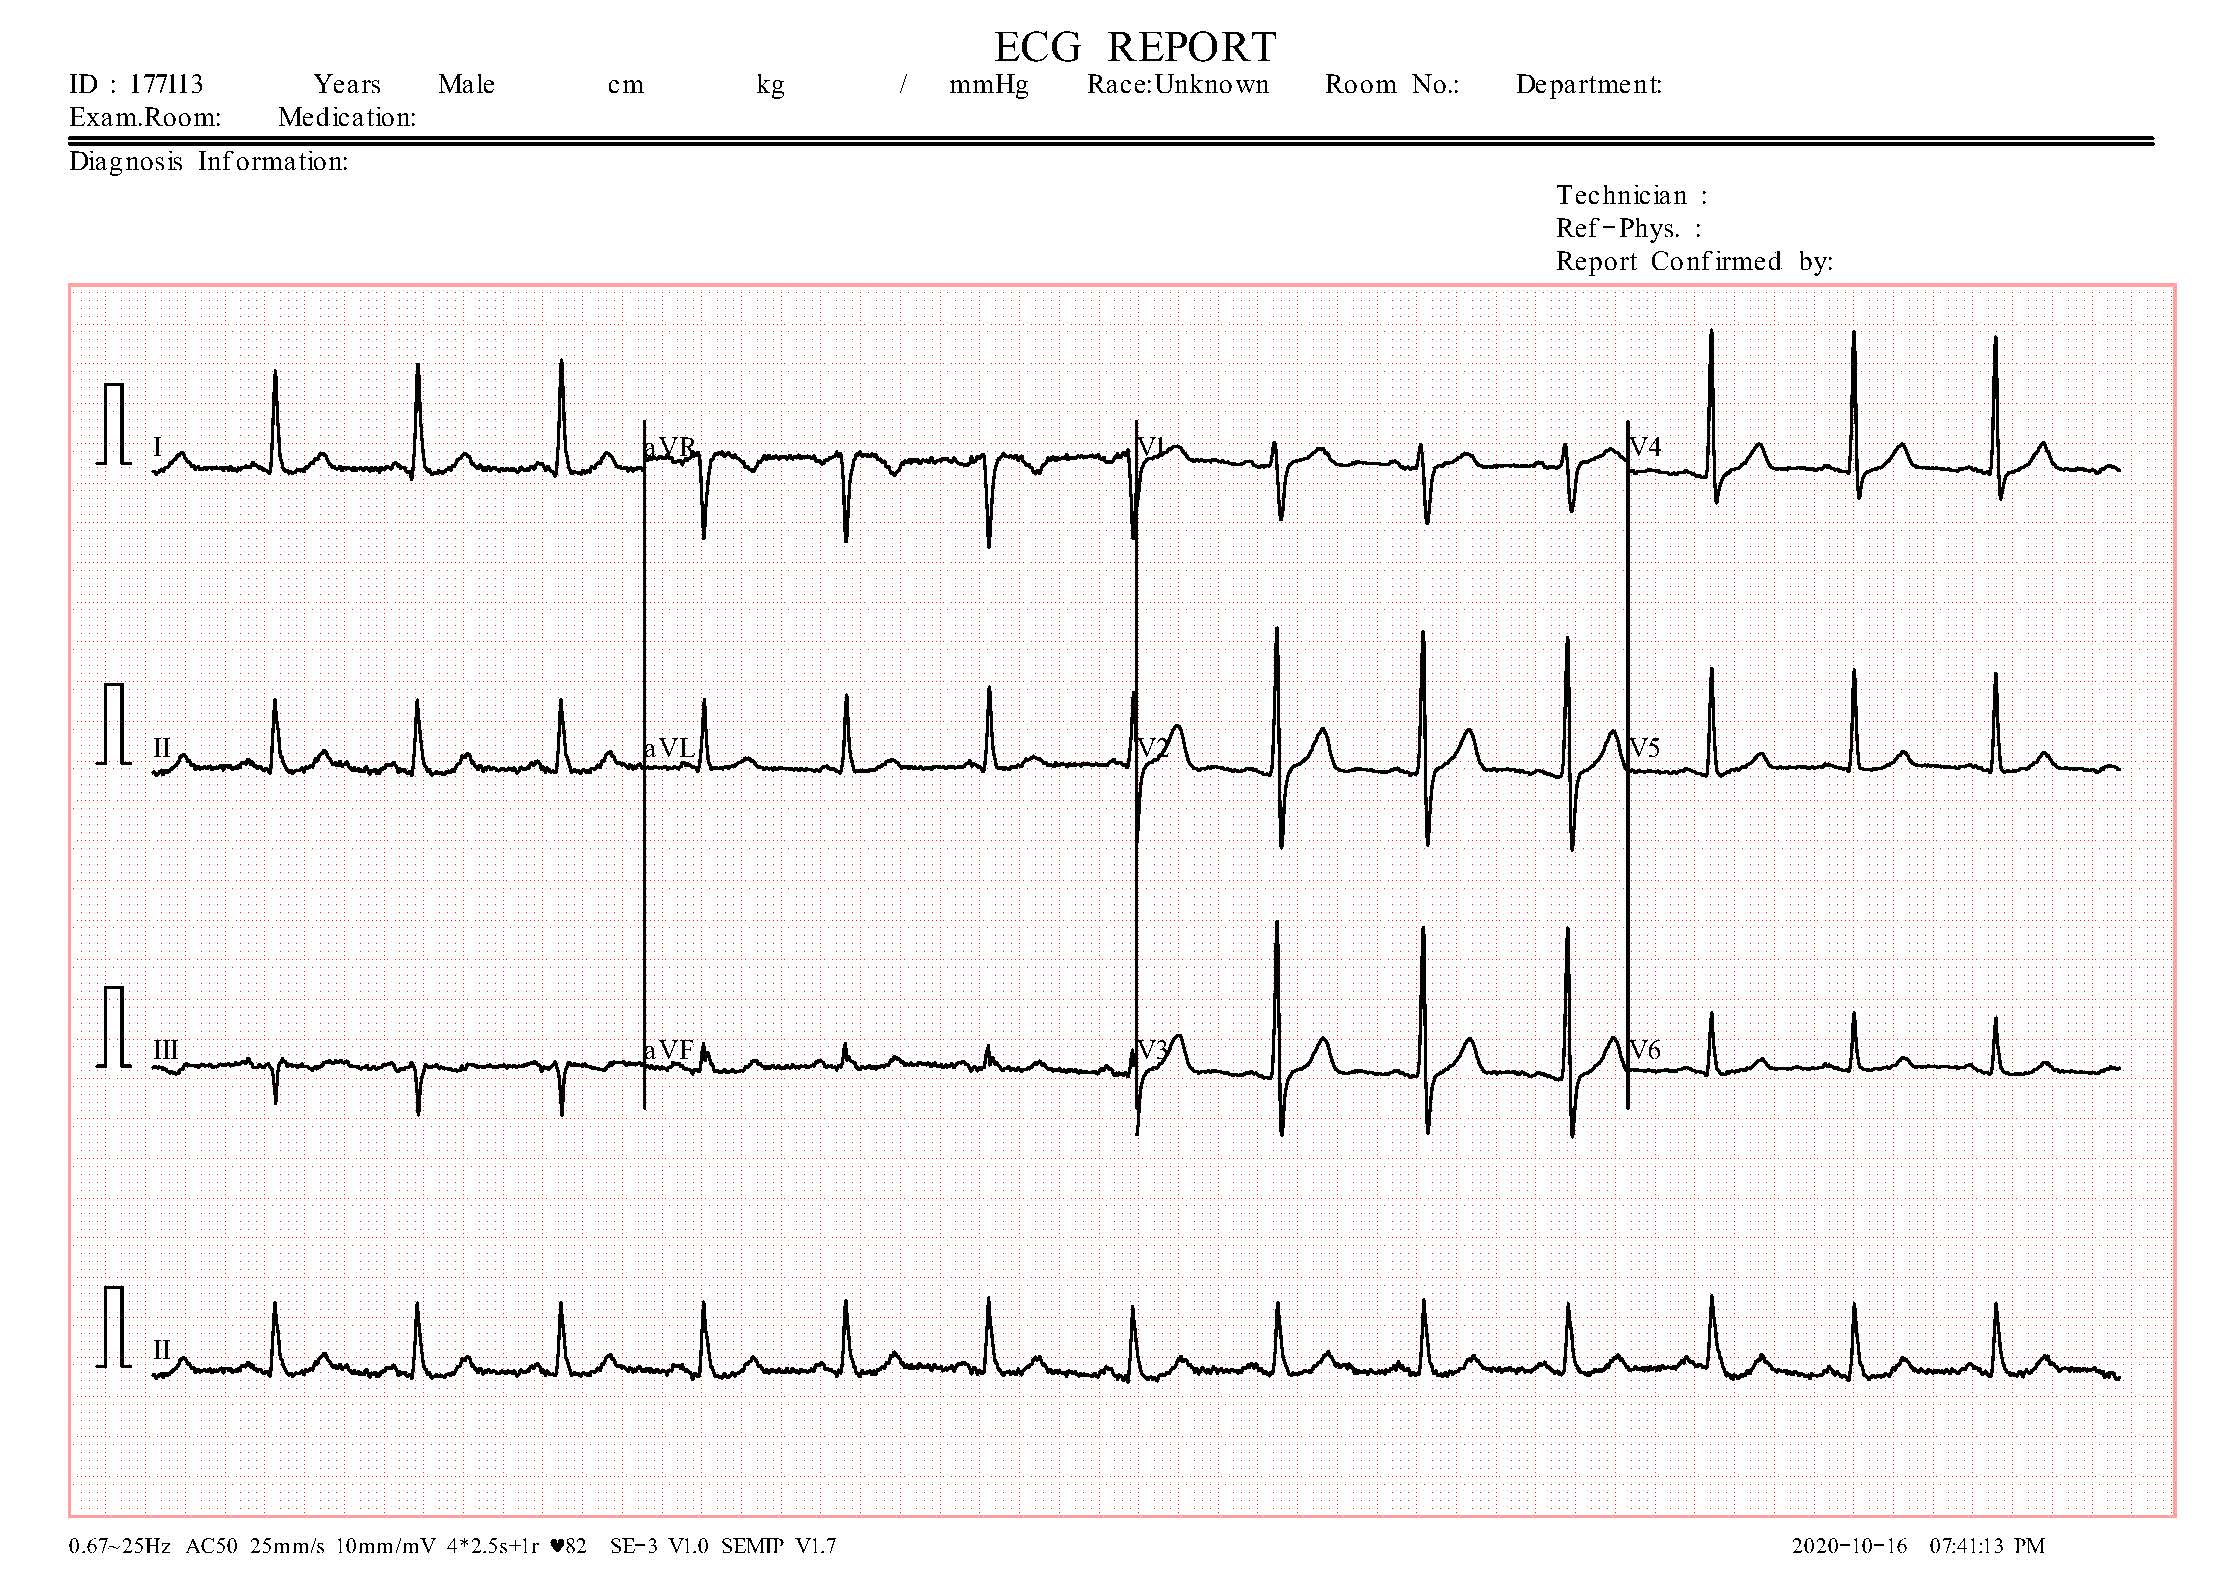 ECG REPORT
ID : 177113 Years Male cm kg / mmHg Race:Unknown Room No.: Department:
Exam.Room: Medication:
Diagnosis Information:
Technician :
Ref-Phys. :
Report Confirmed by:
I aVR V1 V4
II aVL V2 V5
III aVF V3 V6
II
0.67~25Hz AC50 25mm/s 10mm/mV 4*2.5s+1r ♥82 SE-3 V1.0 SEMIP V1.7 2020-10-16 07:41:13 PM